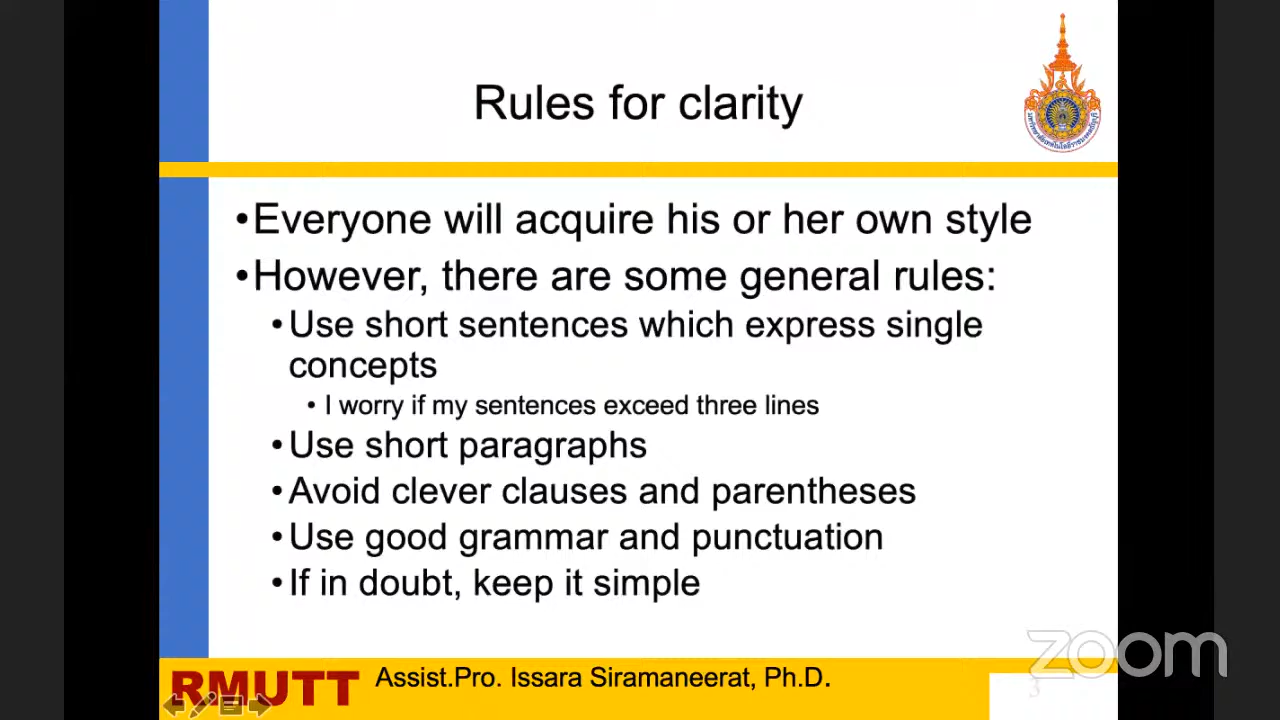 Rules for clarity
•Everyone will acquire his or her own style
•However, there are some general rules:
•Use short sentences which express single
concepts
• I worry if my sentences exceed three lines
•Use short paragraphs
•Avoid clever clauses and parentheses
•Use good grammar and punctuation
•If in doubt, keep it simple
zoom
RMUTT Assist.Pro. Issara Siramaneerat, Ph.D.
3